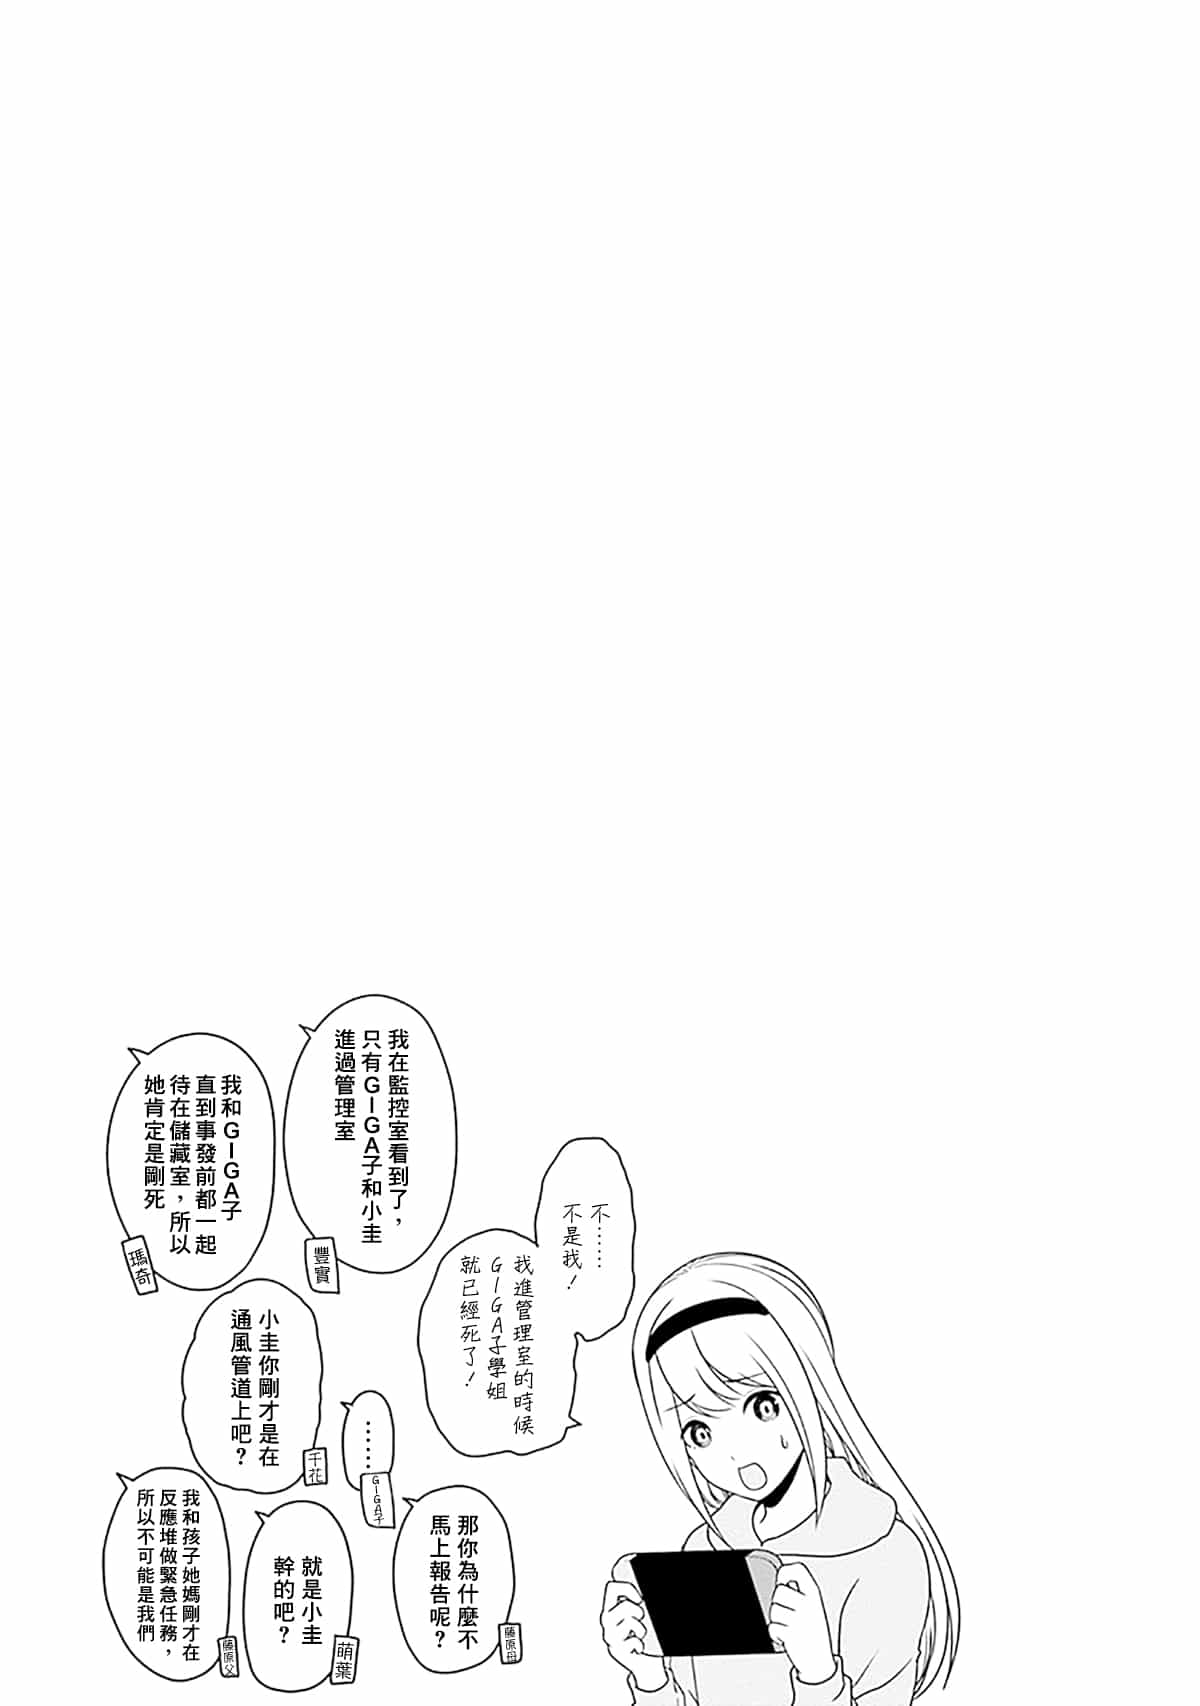 不……
不是我！
我進管理室的時候
GIGA子學姐
就已經死了！
我在監控室看到了，
只有GIGA子和小圭
進過管理室
豐實
我和GIGA子
直到事發前都一起
待在儲藏室，所以
她肯定是剛死
瑪奇
小圭你剛才是在
通風管道上吧？
千花
……
GIGA子
那你為什麼不
馬上報告呢？
藤原母
就是小圭
幹的吧？
萌葉
我和孩子她媽剛才在
反應堆做緊急任務，
所以不可能是我們
藤原父